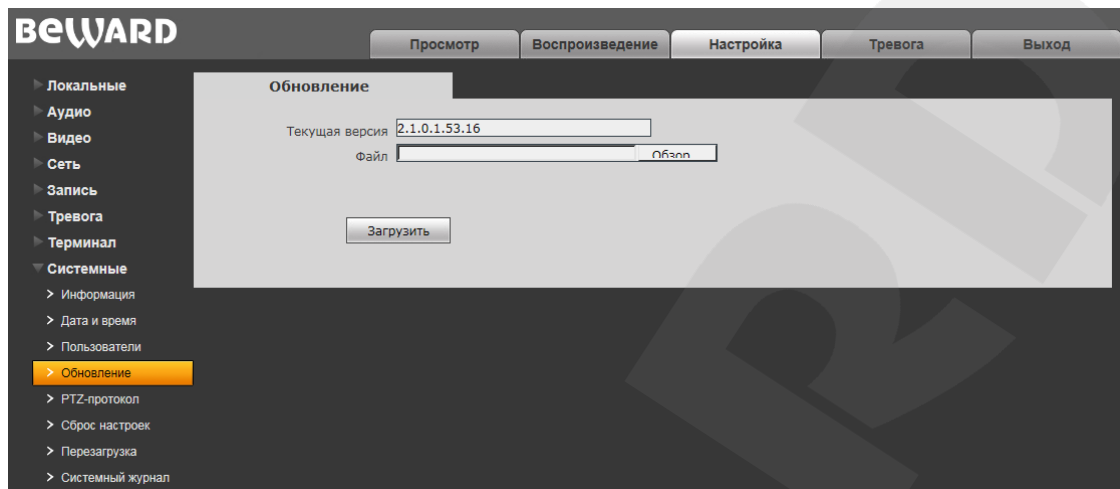 BEWARD
Просмотр
Воспроизведение
Настройка
Тревога
Выход
Локальные
Аудио
Видео
Сеть
Запись
Тревога
Терминал
Системные
> Информация
> Дата и время
> Пользователи
> Обновление
> PTZ-протокол
> Сброс настроек
> Перезагрузка
> Системный журнал
Обновление
Текущая версия 2.1.0.1.53.16
Файл Обзор
Загрузить